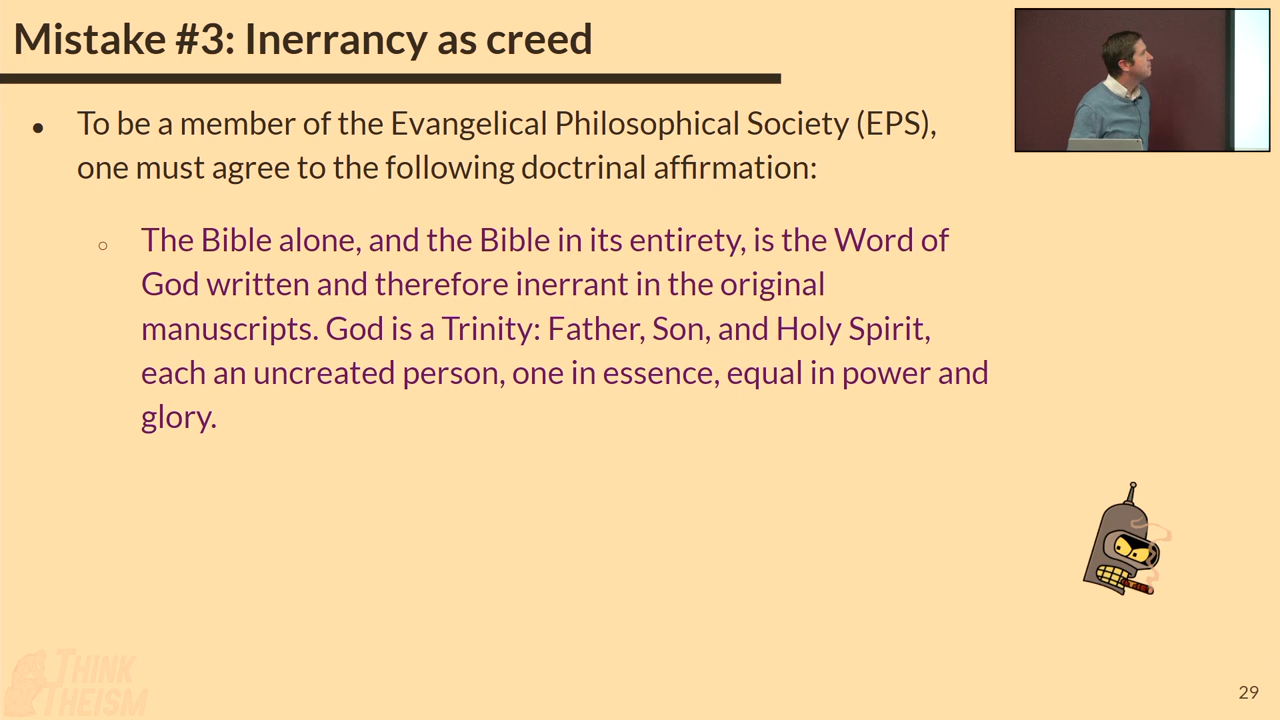 Mistake #3: Inerrancy as creed
To be a member of the Evangelical Philosophical Society (EPS),
one must agree to the following doctrinal affirmation:
The Bible alone, and the Bible in its entirety, is the Word of
God written and therefore inerrant in the original
manuscripts. God is a Trinity: Father, Son, and Holy Spirit,
each an uncreated person, one in essence, equal in power and
glory.
THINK
THEISM
29